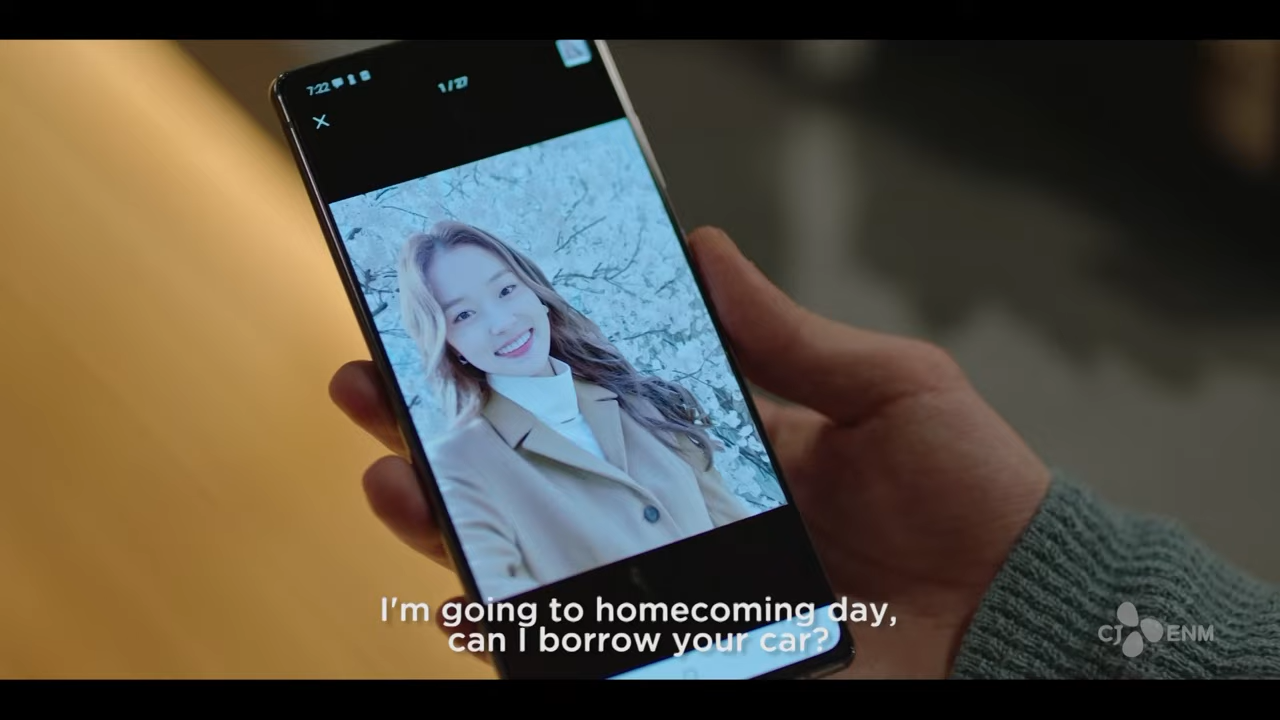 7:22
1/27
I'm going to homecoming day,
can I borrow your car?
CJ ENM